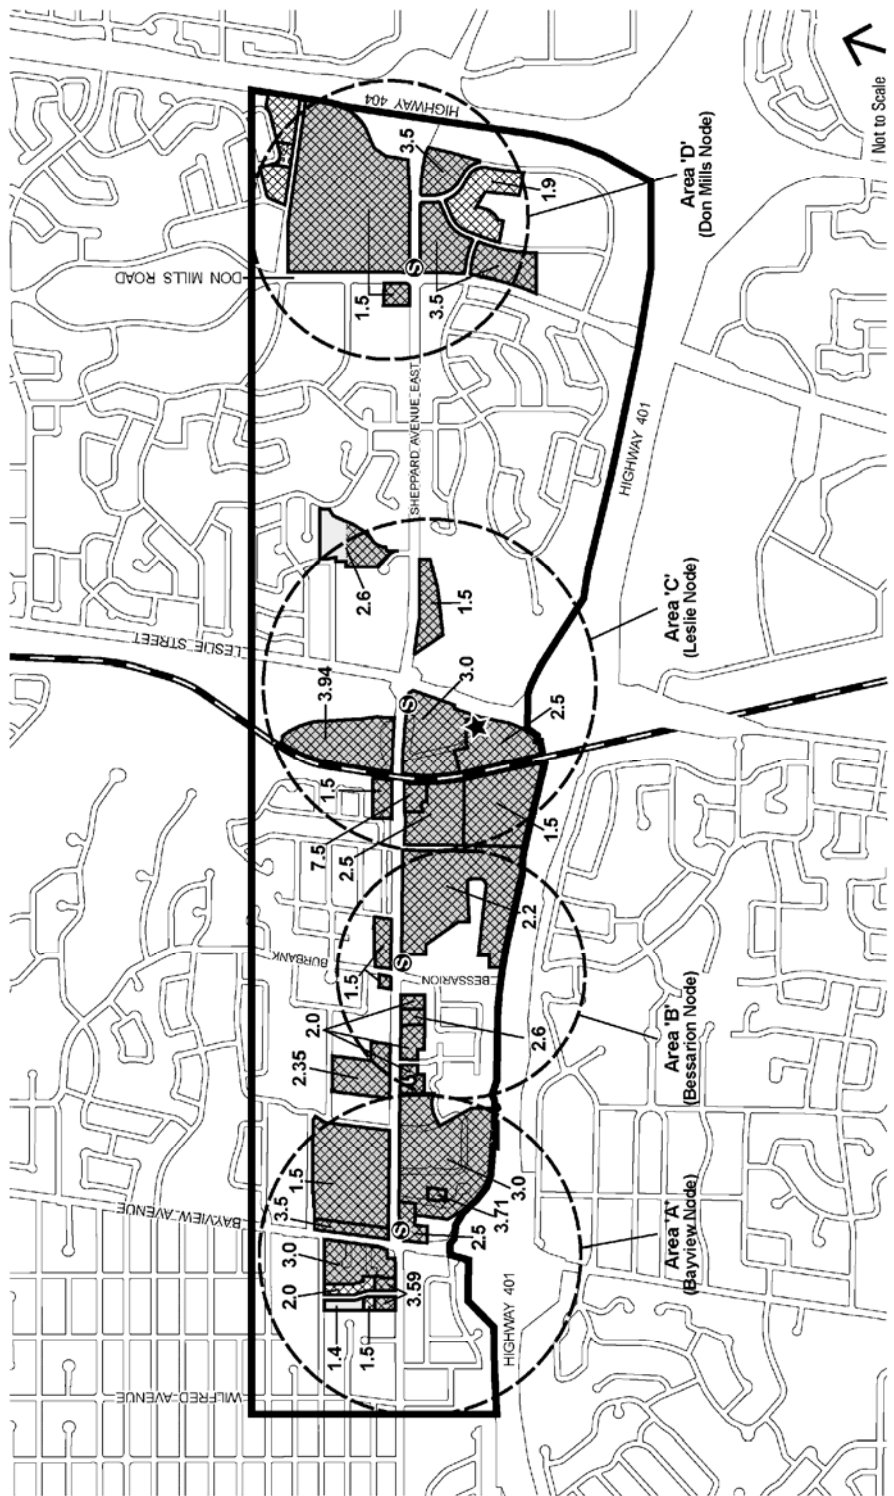 Not to Scale
HIGHWAY 404
3.5
Area 'D'
(Don Mills Node)
1.9
DON MILLS ROAD
1.5
3.5
SHEPPARD AVENUE EAST
HIGHWAY 401
2.6
1.5
Area 'C'
(Leslie Node)
LESLIE STREET
3.94
S
3.0
2.5
S
1.5
7.5
2.5
1.5
2.2
BURBANK
S
1.5
BESSARION
2.0
2.6
Area 'B'
(Bessarion Node)
2.35
1.5
3.0
BAYVIEW AVENUE
3.5
S
3.71
2.5
Area 'A'
(Bayview Node)
3.0
2.0
3.59
1.4
1.5
HIGHWAY 401
WILFRED AVENUE